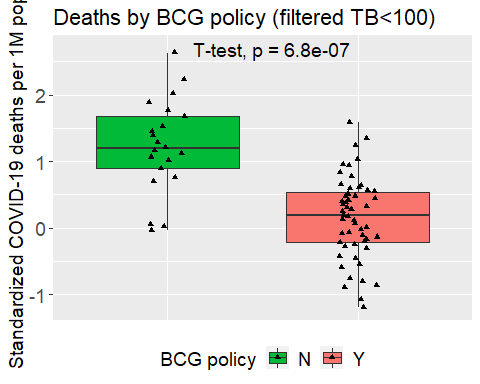 Deaths by BCG policy (filtered TB<100)
Standardized COVID-19 deaths per 1M
T-test, p = 6.8e-07
2
1
0
-1
BCG policy N Y